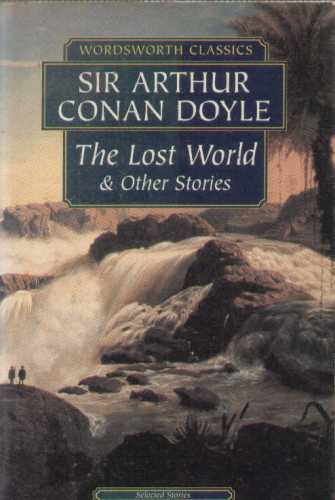 WORDSWORTH CLASSICS
SIR ARTHUR
CONAN DOYLE
The Lost World
& Other Stories
Selected Stories